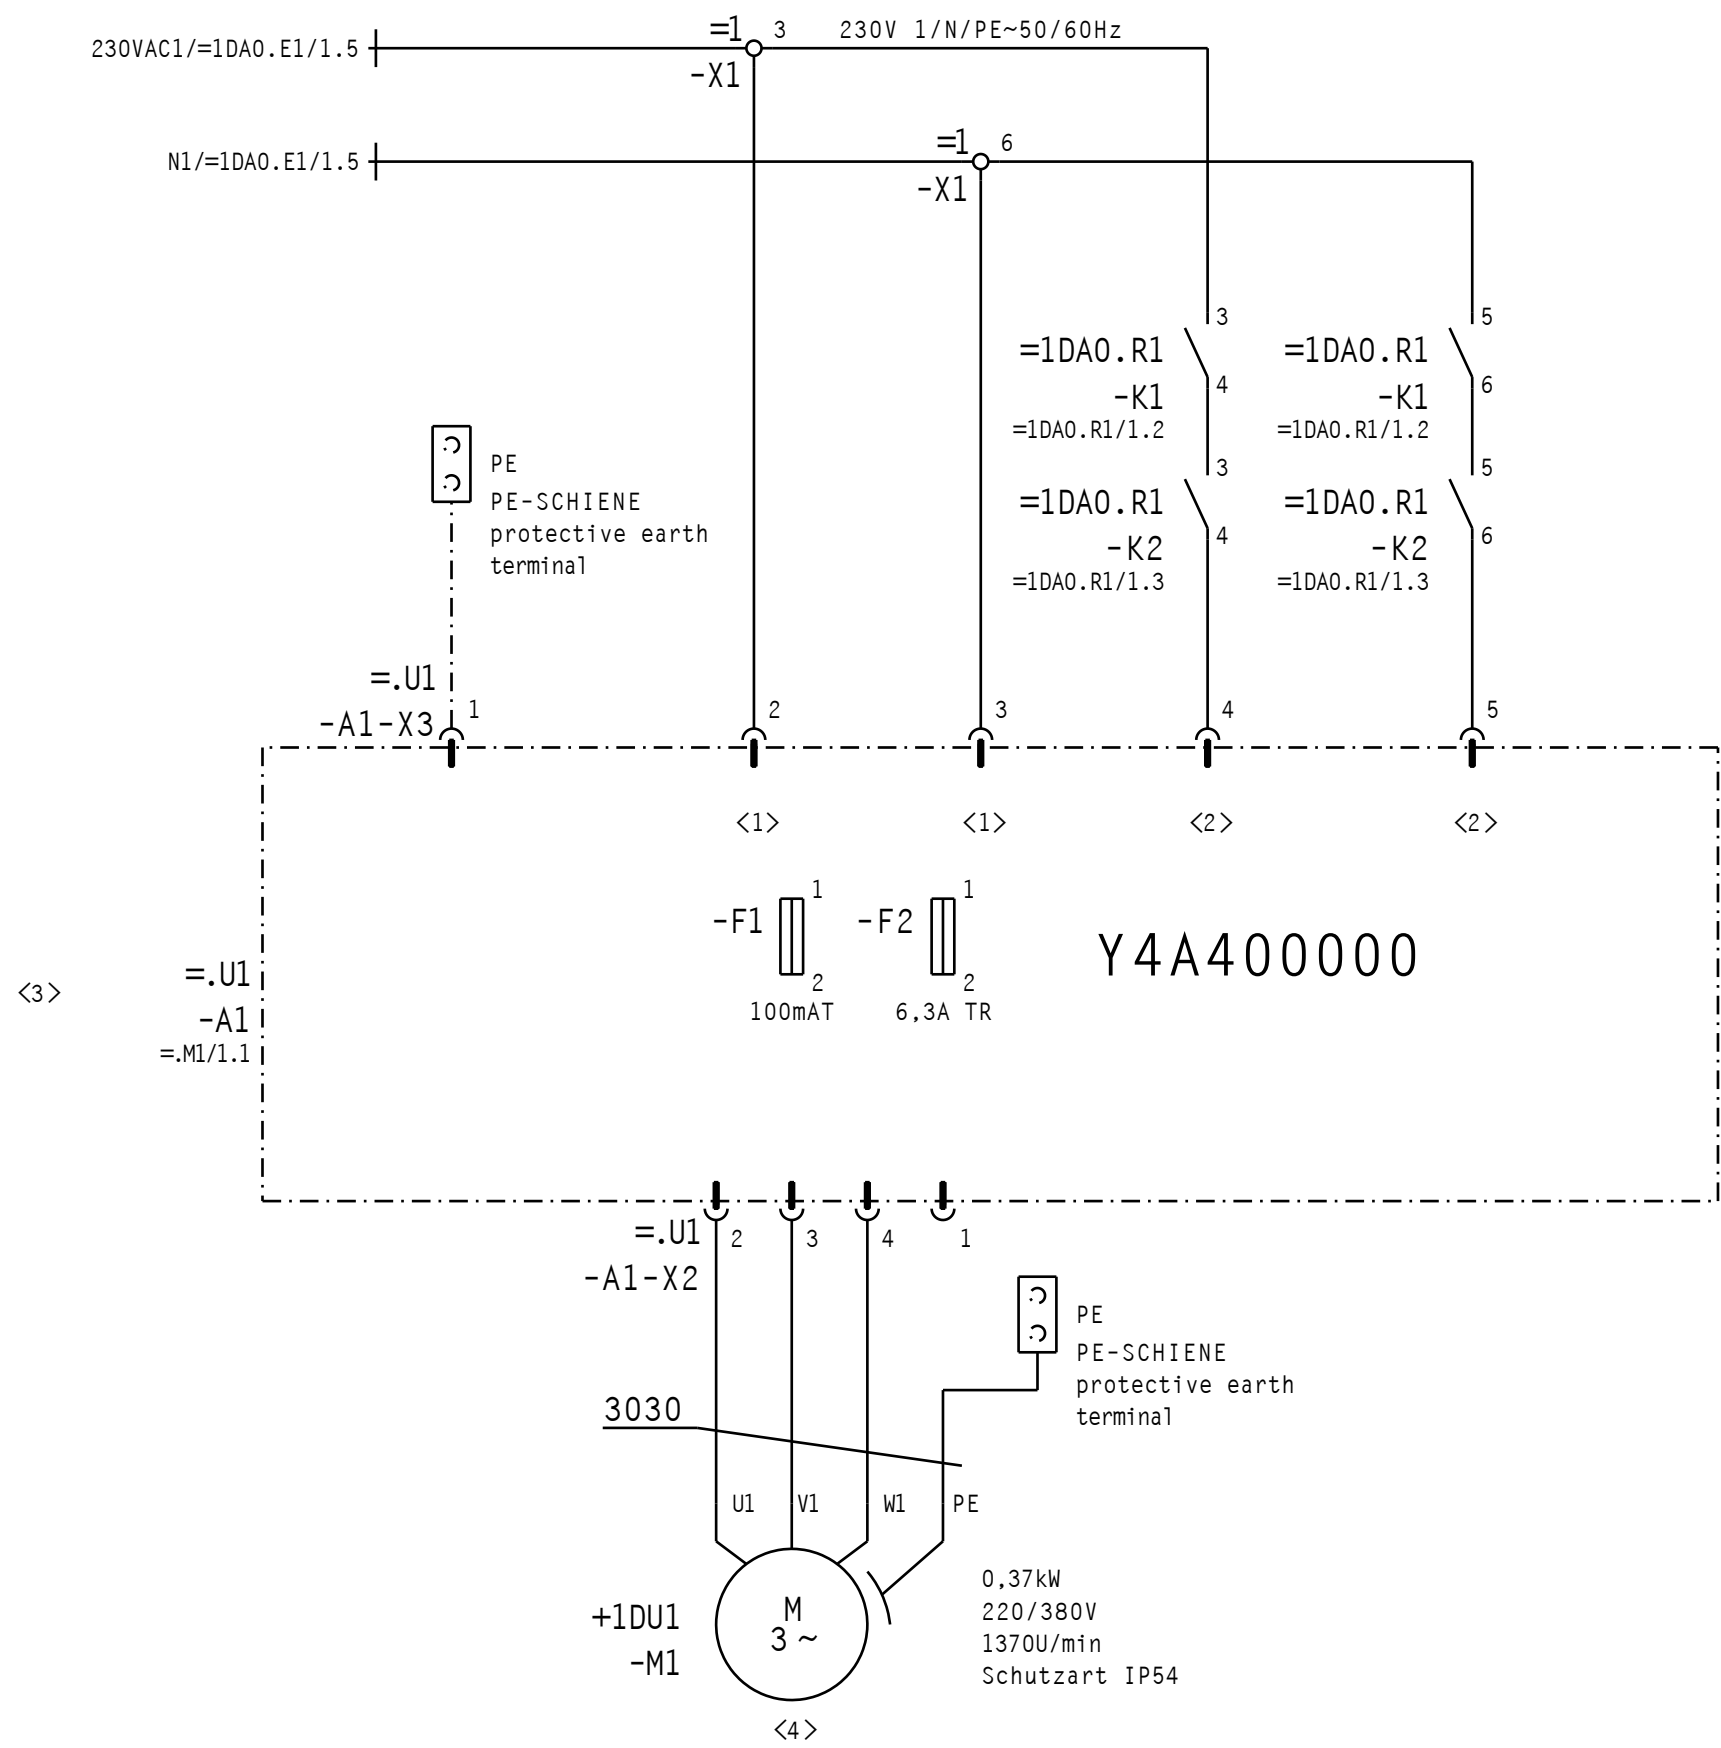 =1 3 230V 1/N/PE~50/60Hz
230VAC1/=1DA0.E1/1.5
-X1
=1 6
N1/=1DA0.E1/1.5
-X1
3 5
=1DA0.R1 =1DA0.R1
4 6
-K1 -K1
=1DA0.R1/1.2 =1DA0.R1/1.2
PE
3 5
PE-SCHIENE
=1DA0.R1 =1DA0.R1
protective earth
4 6
-K2 -K2
terminal
=1DA0.R1/1.3 =1DA0.R1/1.3
=.U1
1 2 3 4 5
-A1-X3
<1> <1> <2> <2>
1 1
-F1 -F2
Y4A400000
=.U1
2 2
<3>
100mAT 6,3A TR
-A1
=.M1/1.1
=.U1 2 3 4 1
-A1-X2
PE
PE-SCHIENE
protective earth
3030
terminal
U1 V1 W1 PE
0,37kW
M
220/380V
+1DU1
3~
1370U/min
-M1
Schutzart IP54
<4>